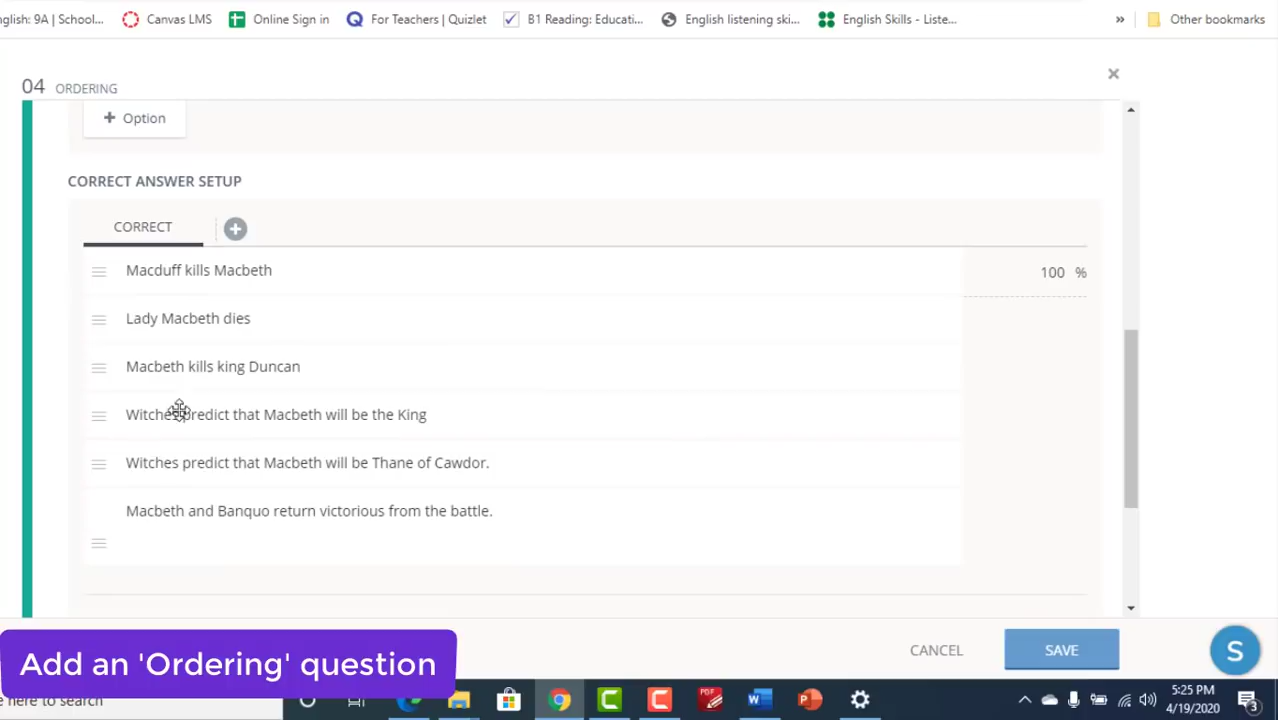 nglish: 9A | School... Canvas LMS Online Sign in For Teachers | Quizlet B1 Reading: Educati... English listening ski... English Skills - Liste... » Other bookmarks
04 ORDERING ×
+ Option
CORRECT ANSWER SETUP
CORRECT +
Macduff kills Macbeth 100 %
Lady Macbeth dies
Macbeth kills king Duncan
Witches predict that Macbeth will be the King
Witches predict that Macbeth will be Thane of Cawdor.
Macbeth and Banquo return victorious from the battle.
CANCEL SAVE S
Add an 'Ordering' question
e here to search
5:25 PM
4/19/2020
3